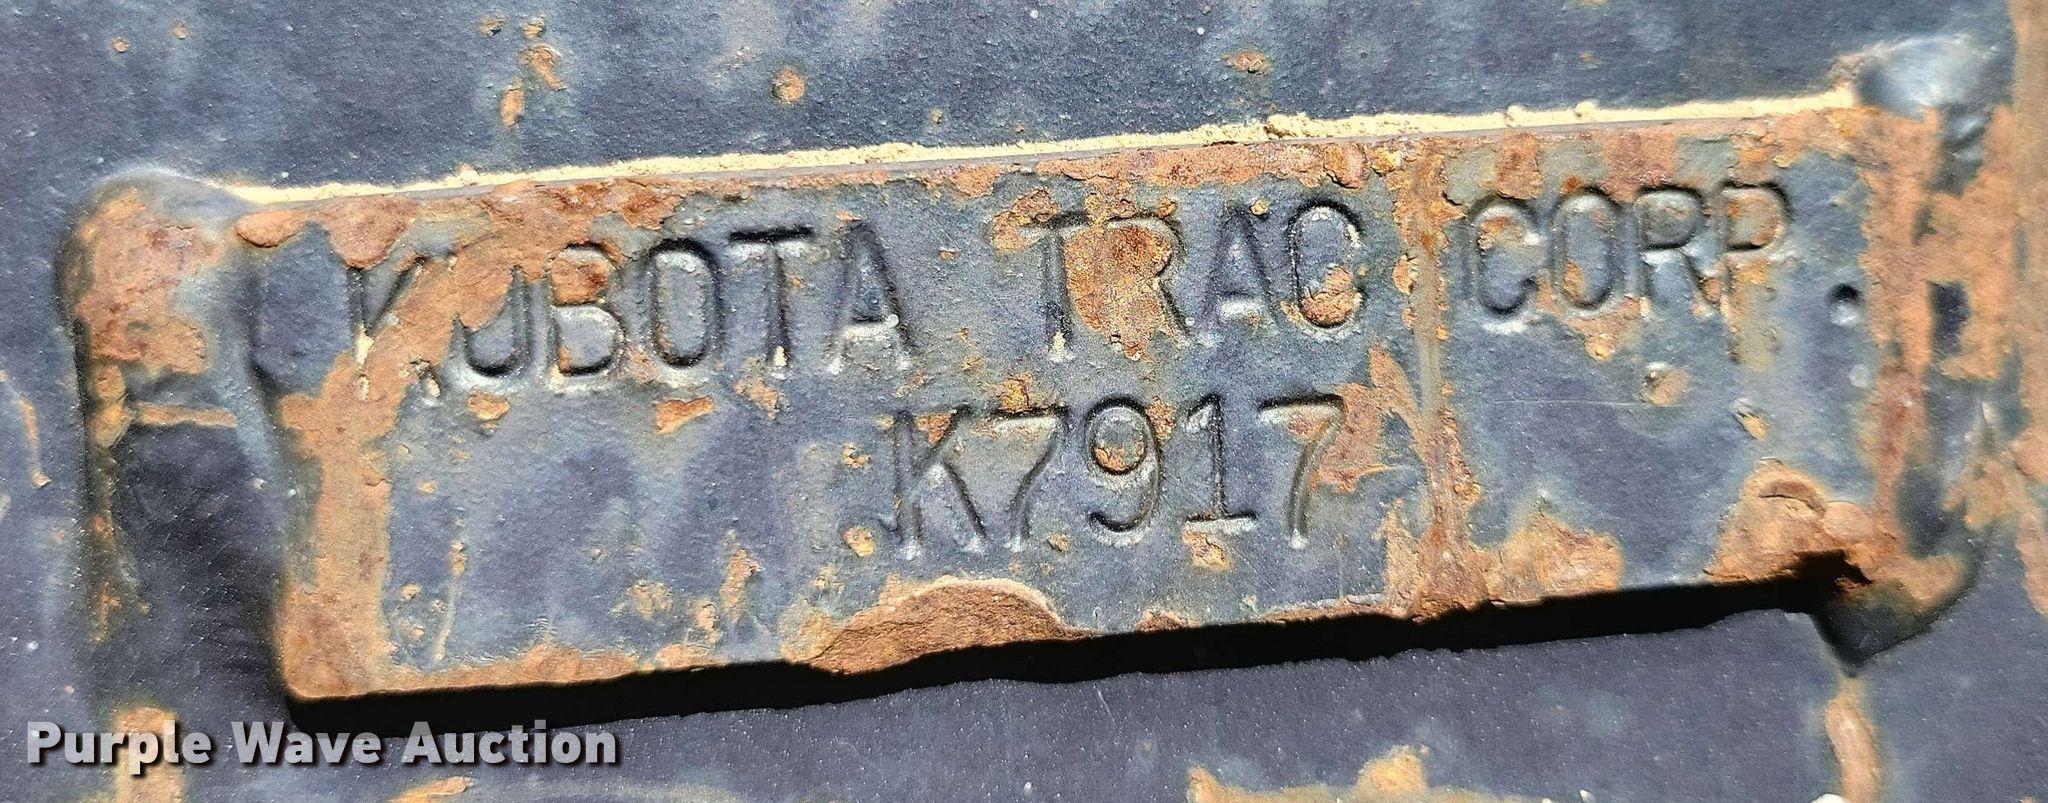 KUBOTA TRAC CORP.
K7917
Purple Wave Auction